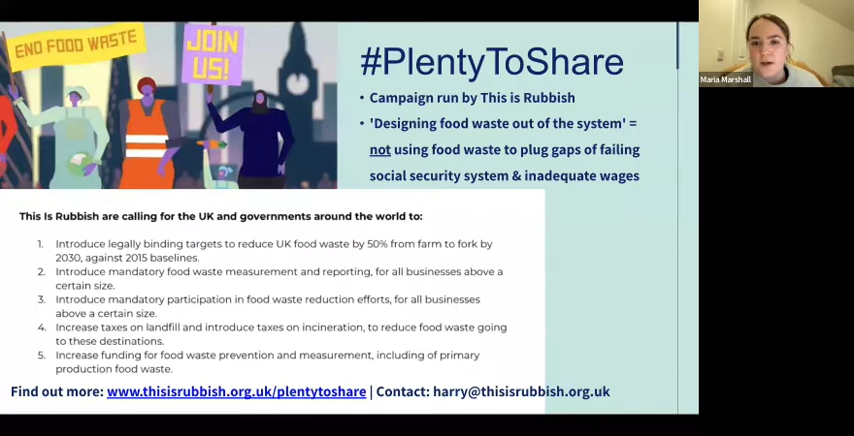 END FOOD WASTE
JOIN
US!
#PlentyToShare
• Campaign run by This is Rubbish
• 'Designing food waste out of the system' =
not using food waste to plug gaps of failing
social security system & inadequate wages
Maria Marshall
This Is Rubbish are calling for the UK and governments around the world to:
1. Introduce legally binding targets to reduce UK food waste by 50% from farm to fork by
2030, against 2015 baselines.
2. Introduce mandatory food waste measurement and reporting, for all businesses above a
certain size.
3. Introduce mandatory participation in food waste reduction efforts, for all businesses
above a certain size.
4. Increase taxes on landfill and introduce taxes on incineration, to reduce food waste going
to these destinations.
5. Increase funding for food waste prevention and measurement, including of primary
production food waste.
Find out more: www.thisisrubbish.org.uk/plentytoshare | Contact: harry@thisisrubbish.org.uk